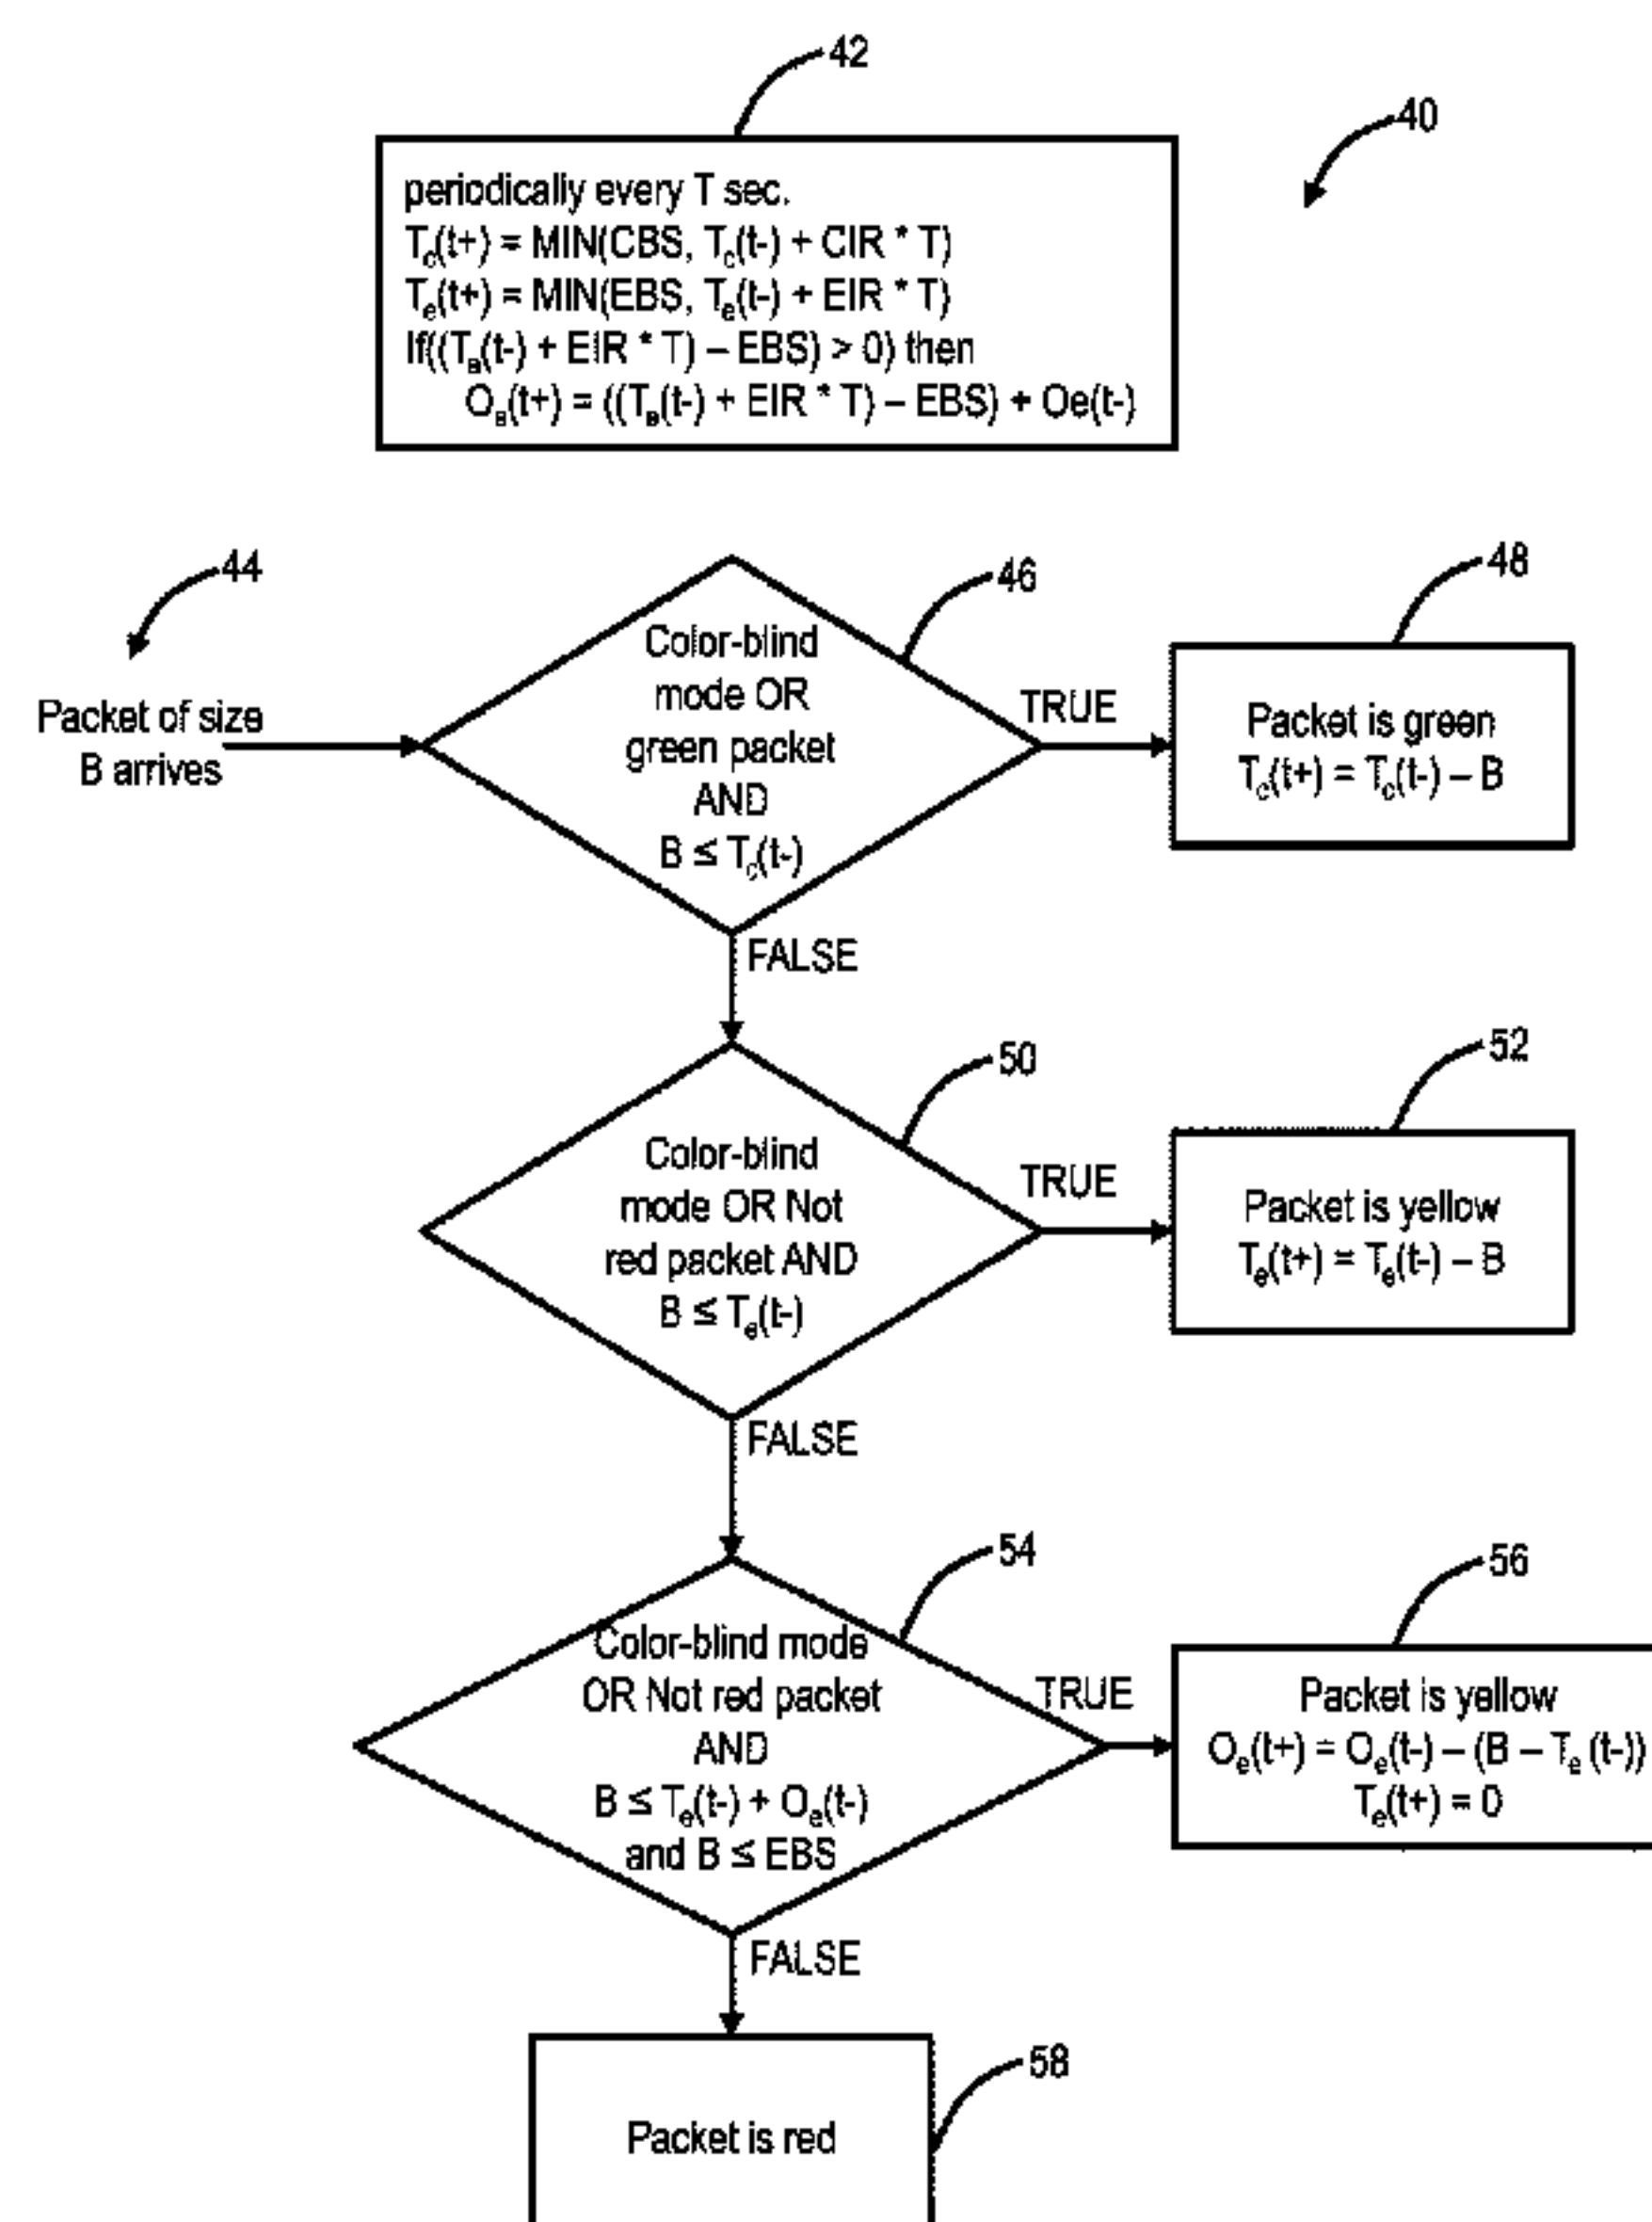 42
40
periodically every T sec.
Tc(t+) = MIN(CBS, Tc(t-) + CIR * T)
Te(t+) = MIN(EBS, Te(t-) + EIR * T)
If((Te(t-) + EIR * T) – EBS) > 0) then
Oe(t+) = ((Te(t-) + EIR * T) – EBS) + Oe(t-)
44
Packet of size
B arrives
46
Color-blind
mode OR
green packet
AND
B ≤ Tc(t-)
TRUE
48
Packet is green
Tc(t+) = Tc(t-) – B
FALSE
50
Color-blind
mode OR Not
red packet AND
B ≤ Te(t-)
TRUE
52
Packet is yellow
Te(t+) = Te(t-) – B
FALSE
54
Color-blind mode
OR Not red packet
AND
B ≤ Te(t-) + Oe(t-)
and B ≤ EBS
TRUE
56
Packet is yellow
Oe(t+) = Oe(t-) – (B – Te (t-))
Te(t+) = 0
FALSE
58
Packet is red